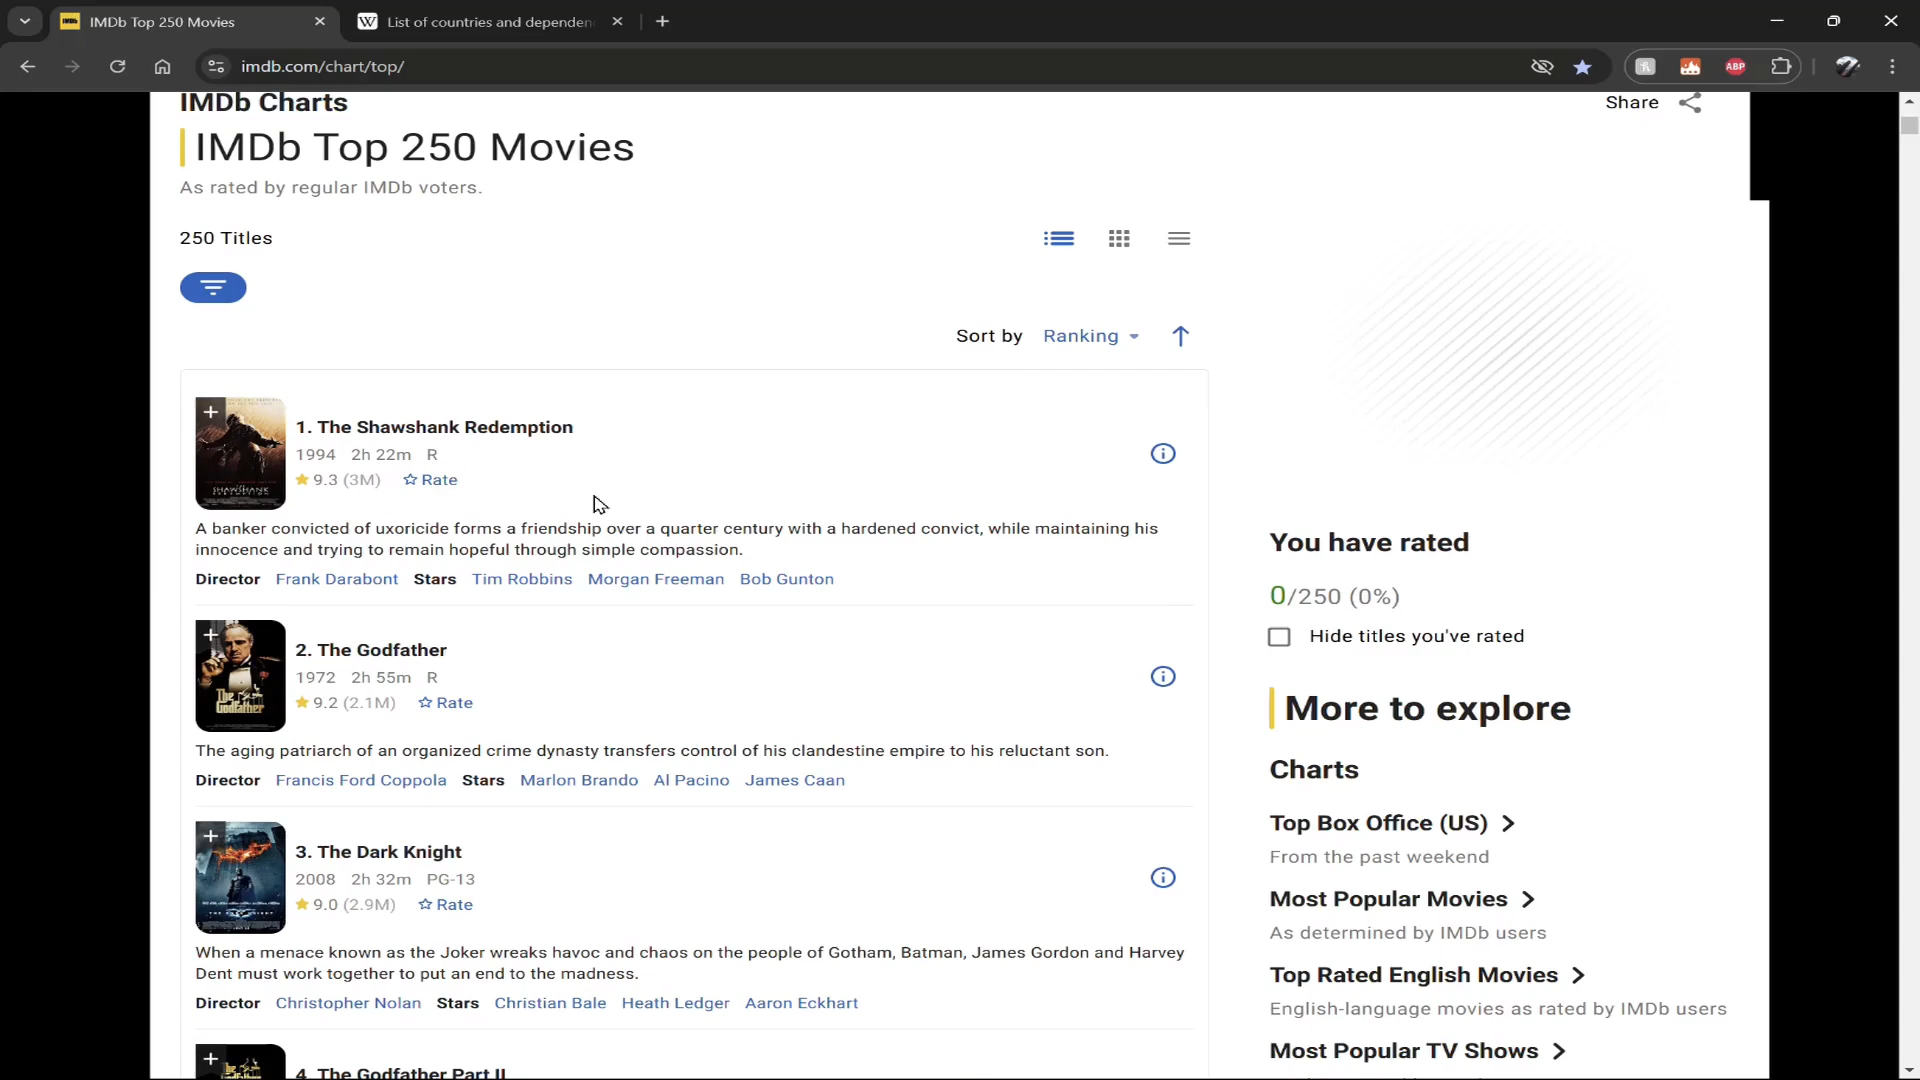 IMDb Top 250 Movies
List of countries and dependen
imdb.com/chart/top/
ABP
IMDb Charts
Share
IMDb Top 250 Movies
As rated by regular IMDb voters.
250 Titles
Sort by Ranking
1. The Shawshank Redemption
1994 2h 22m R
9.3 (3M) Rate
A banker convicted of uxoricide forms a friendship over a quarter century with a hardened convict, while maintaining his
innocence and trying to remain hopeful through simple compassion.
Director Frank Darabont Stars Tim Robbins Morgan Freeman Bob Gunton
2. The Godfather
1972 2h 55m R
9.2 (2.1M) Rate
The Godfather
The aging patriarch of an organized crime dynasty transfers control of his clandestine empire to his reluctant son.
Director Francis Ford Coppola Stars Marlon Brando Al Pacino James Caan
3. The Dark Knight
2008 2h 32m PG-13
9.0 (2.9M) Rate
When a menace known as the Joker wreaks havoc and chaos on the people of Gotham, Batman, James Gordon and Harvey
Dent must work together to put an end to the madness.
Director Christopher Nolan Stars Christian Bale Heath Ledger Aaron Eckhart
4. The Godfather Part II
You have rated
0/250 (0%)
Hide titles you've rated
More to explore
Charts
Top Box Office (US)
From the past weekend
Most Popular Movies
As determined by IMDb users
Top Rated English Movies
English-language movies as rated by IMDb users
Most Popular TV Shows